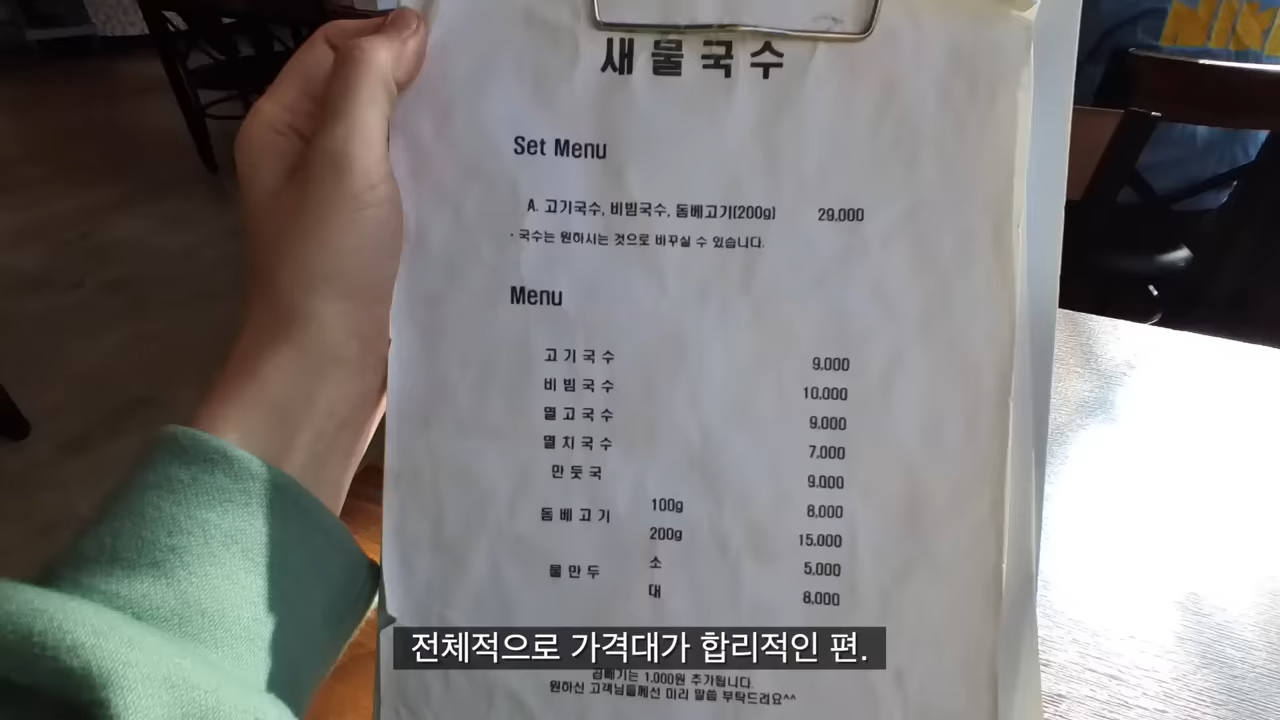 새물국수
Set Menu
A. 고기국수, 비빔국수, 돔베고기(200g) 29,000
· 국수는 원하시는 것으로 바꾸실 수 있습니다.
Menu
고기국수 9,000
비빔국수 10,000
멸고국수 9,000
멸치국수 7,000
만둣국 9,000
돔베고기 100g 8,000
200g 15,000
물만두 소 5,000
대 8,000
전체적으로 가격대가 합리적인 편.
1,000원 추가됩니다.
원하신 고객님들께선 미리 말씀 부탁드려요^^